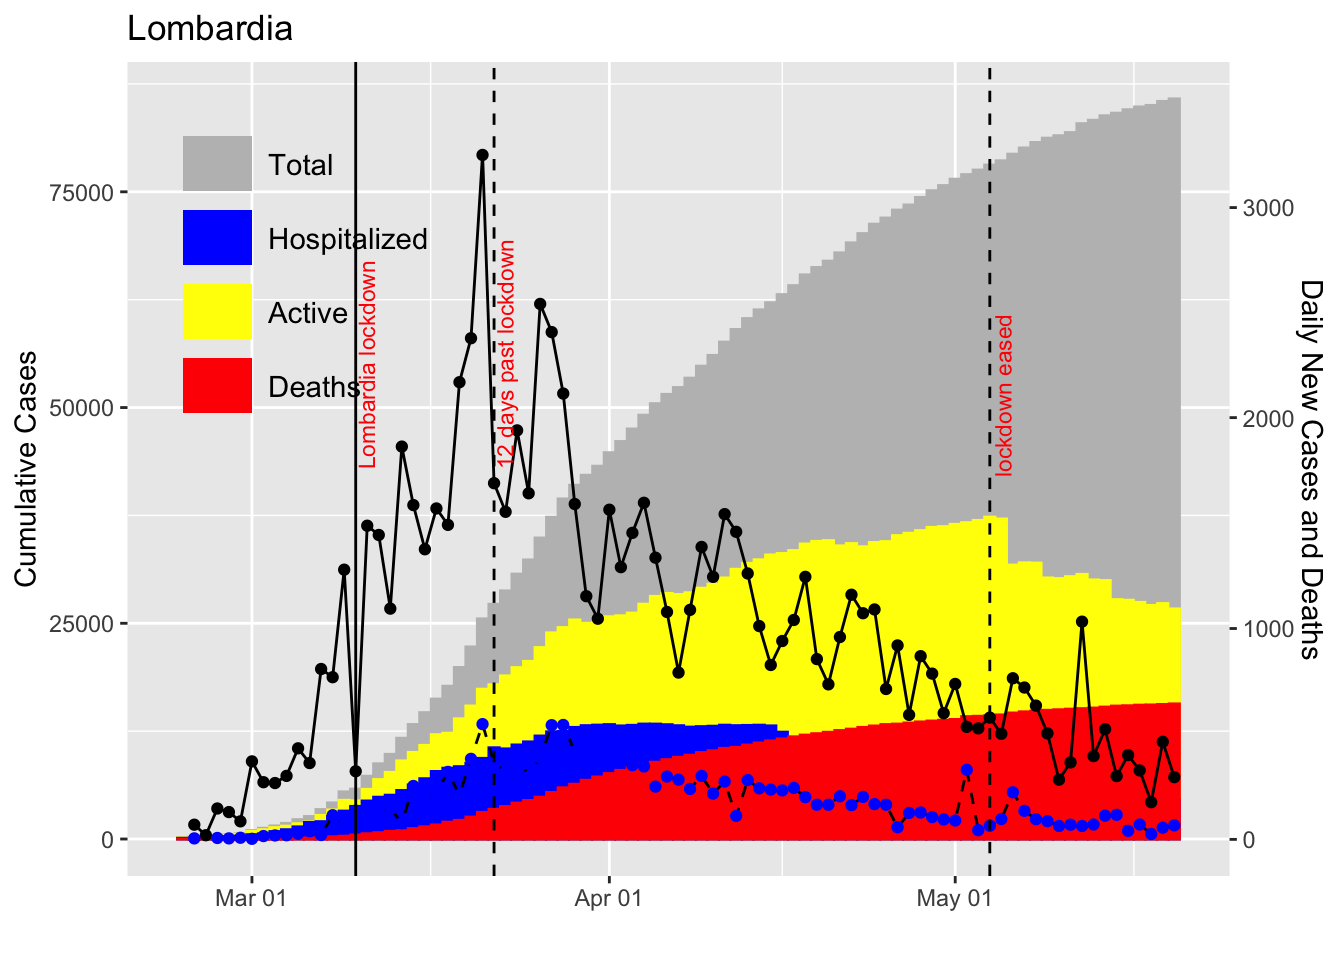 Lombardia
Total
Hospitalized
Active
Deaths
Lombardia lockdown
12 days past lockdown
lockdown eased
Cumulative Cases
75000
50000
25000
0
Daily New Cases and Deaths
3000
2000
1000
0
Mar 01
Apr 01
May 01